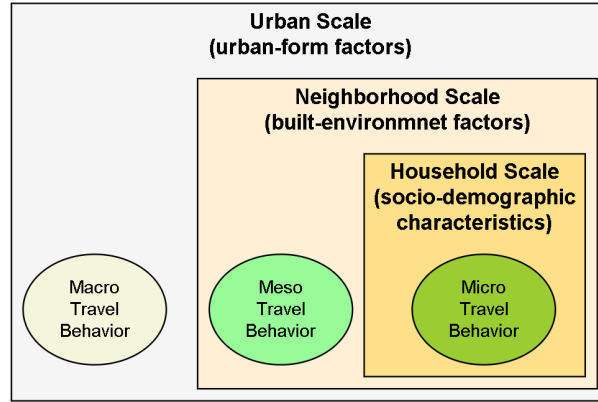 Urban Scale
(urban-form factors)
Neighborhood Scale
(built-environmnet factors)
Household Scale
(socio-demographic
characteristics)
Macro
Travel
Behavior
Meso
Travel
Behavior
Micro
Travel
Behavior